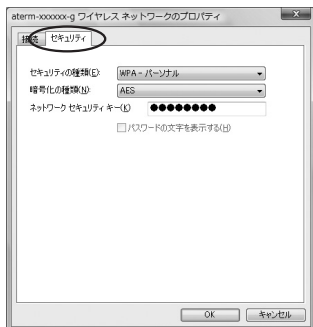 aterm-xxxxxx-g ワイヤレス ネットワークのプロパティ
接続 セキュリティ
セキュリティの種類(E): WPA - パーソナル
暗号化の種類(N): AES
ネットワーク セキュリティ キー(K) ●●●●●●●●
パスワードの文字を表示する(H)
OK キャンセル